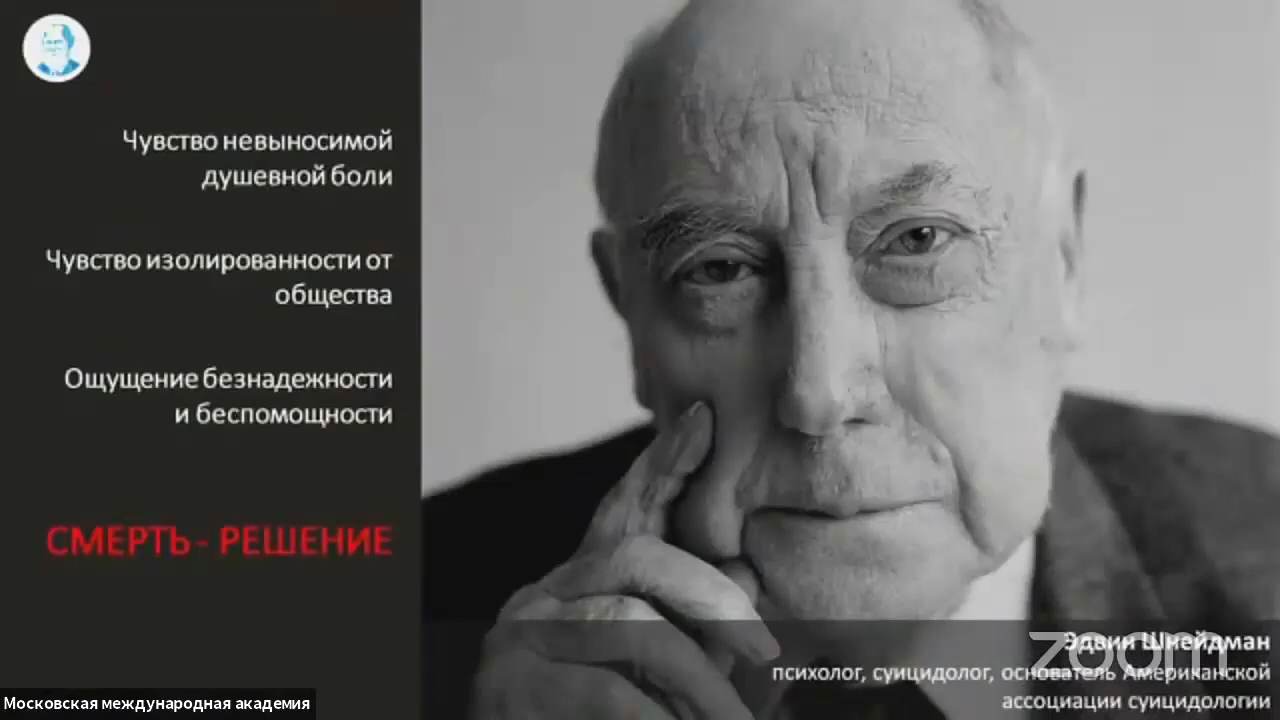 Чувство невыносимой
душевной боли
Чувство изолированности от
общества
Ощущение безнадежности
и беспомощности
СМЕРТЬ - РЕШЕНИЕ
Эдвин Шнейдман
zoom
психолог, суицидолог, основатель Американской
ассоциации суицидологии
Московская международная академия